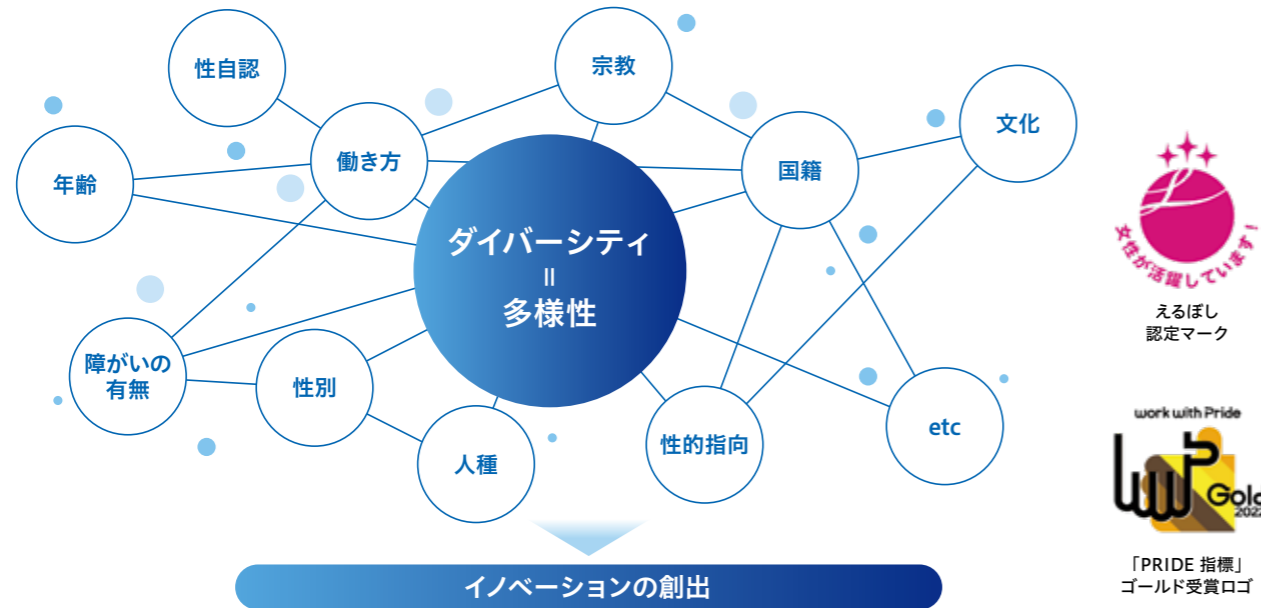 性自認
宗教
文化
働き方
国籍
年齢
ダイバーシティ
=
多様性
障がいの
有無
性別
人種
性的指向
etc
イノベーションの創出
女性が活躍しています!
えるぼし
認定マーク
work with Pride
wwP
Gold
2022
「PRIDE 指標」
ゴールド受賞ロゴ